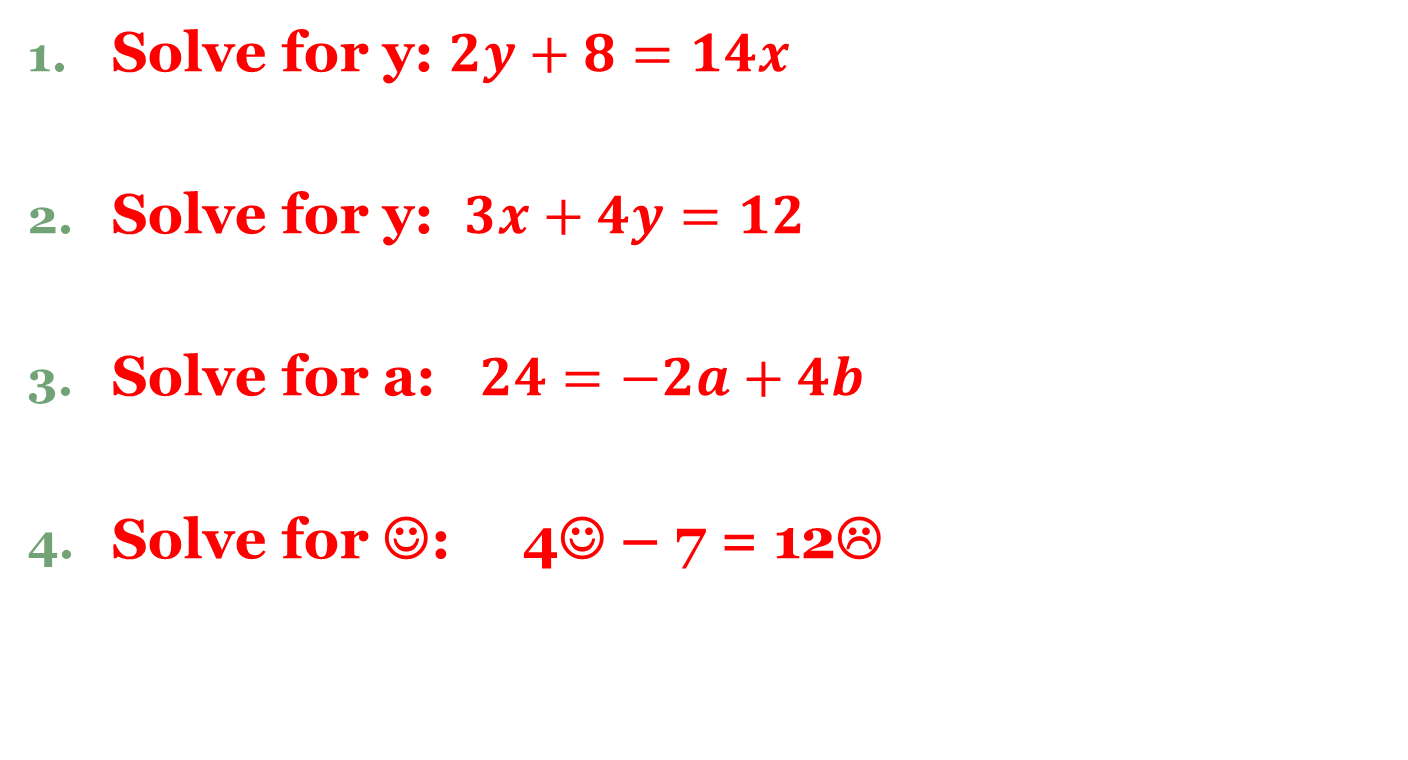 1. Solve for y: 2y + 8 = 14x
2. Solve for y: 3x + 4y = 12
3. Solve for a: 24 = −2a + 4b
4. Solve for ☺: 4☺ – 7 = 12☹